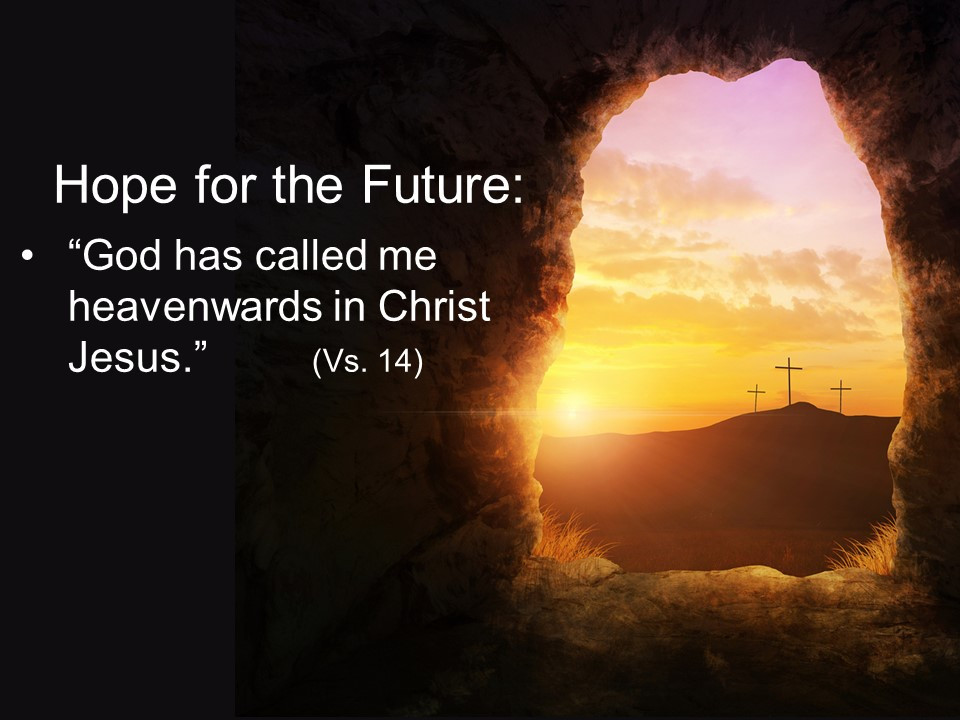 Hope for the Future:
• “God has called me
heavenwards in Christ
Jesus.” (Vs. 14)